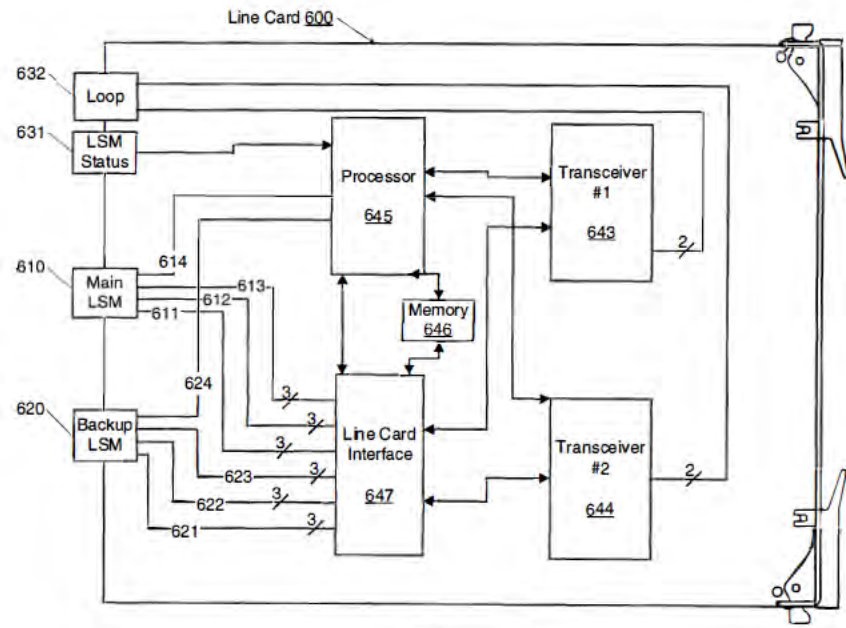 Line Card 600
632
Loop
631
LSM
Status
Processor
645
Transceiver
#1
643
2
614
610
Main
LSM
613
612
611
Memory
646
624
620
Backup
LSM
3
3
3
3
3
3
623
622
621
Line Card
Interface
647
Transceiver
#2
644
2